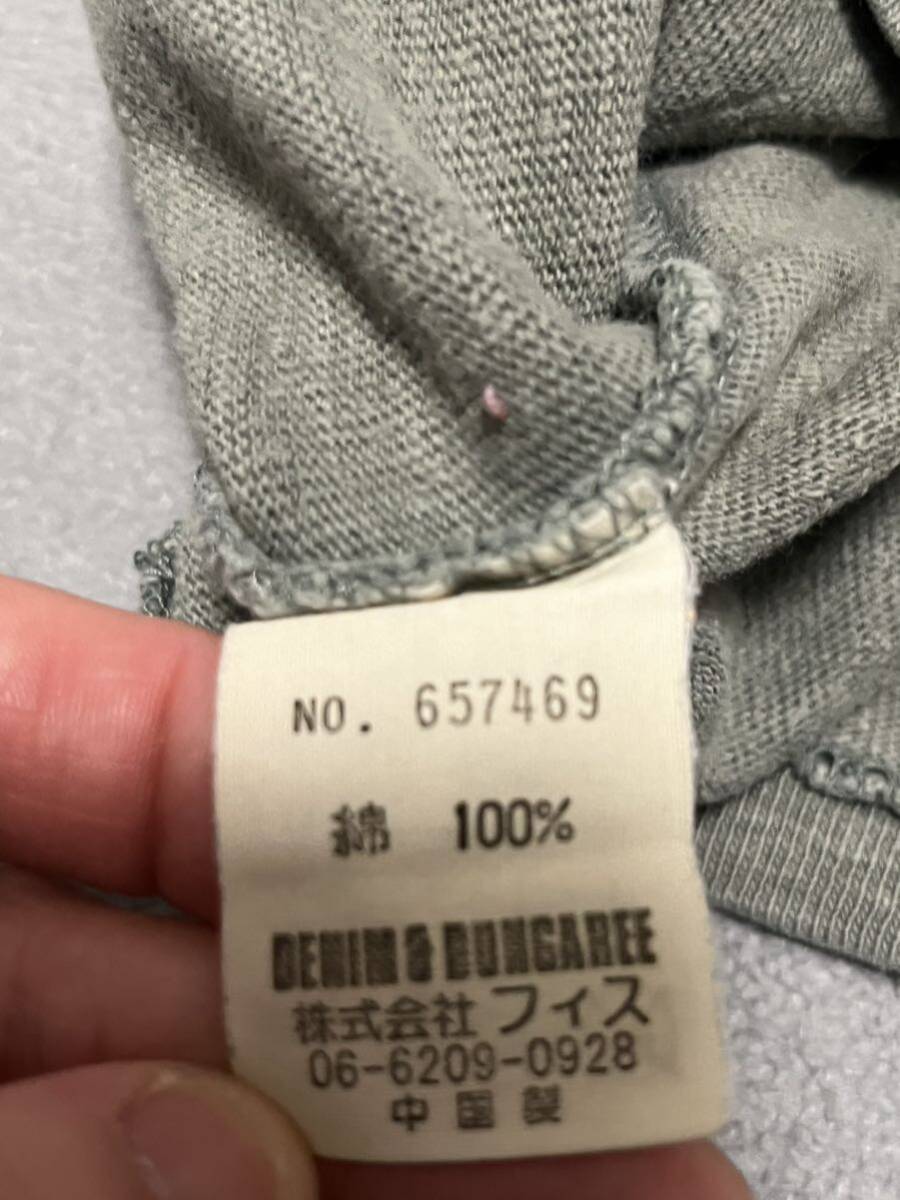 NO. 657469
綿 100%
DENIM & DUNGAREE
株式会社 フィス
06-6209-0928
中国製